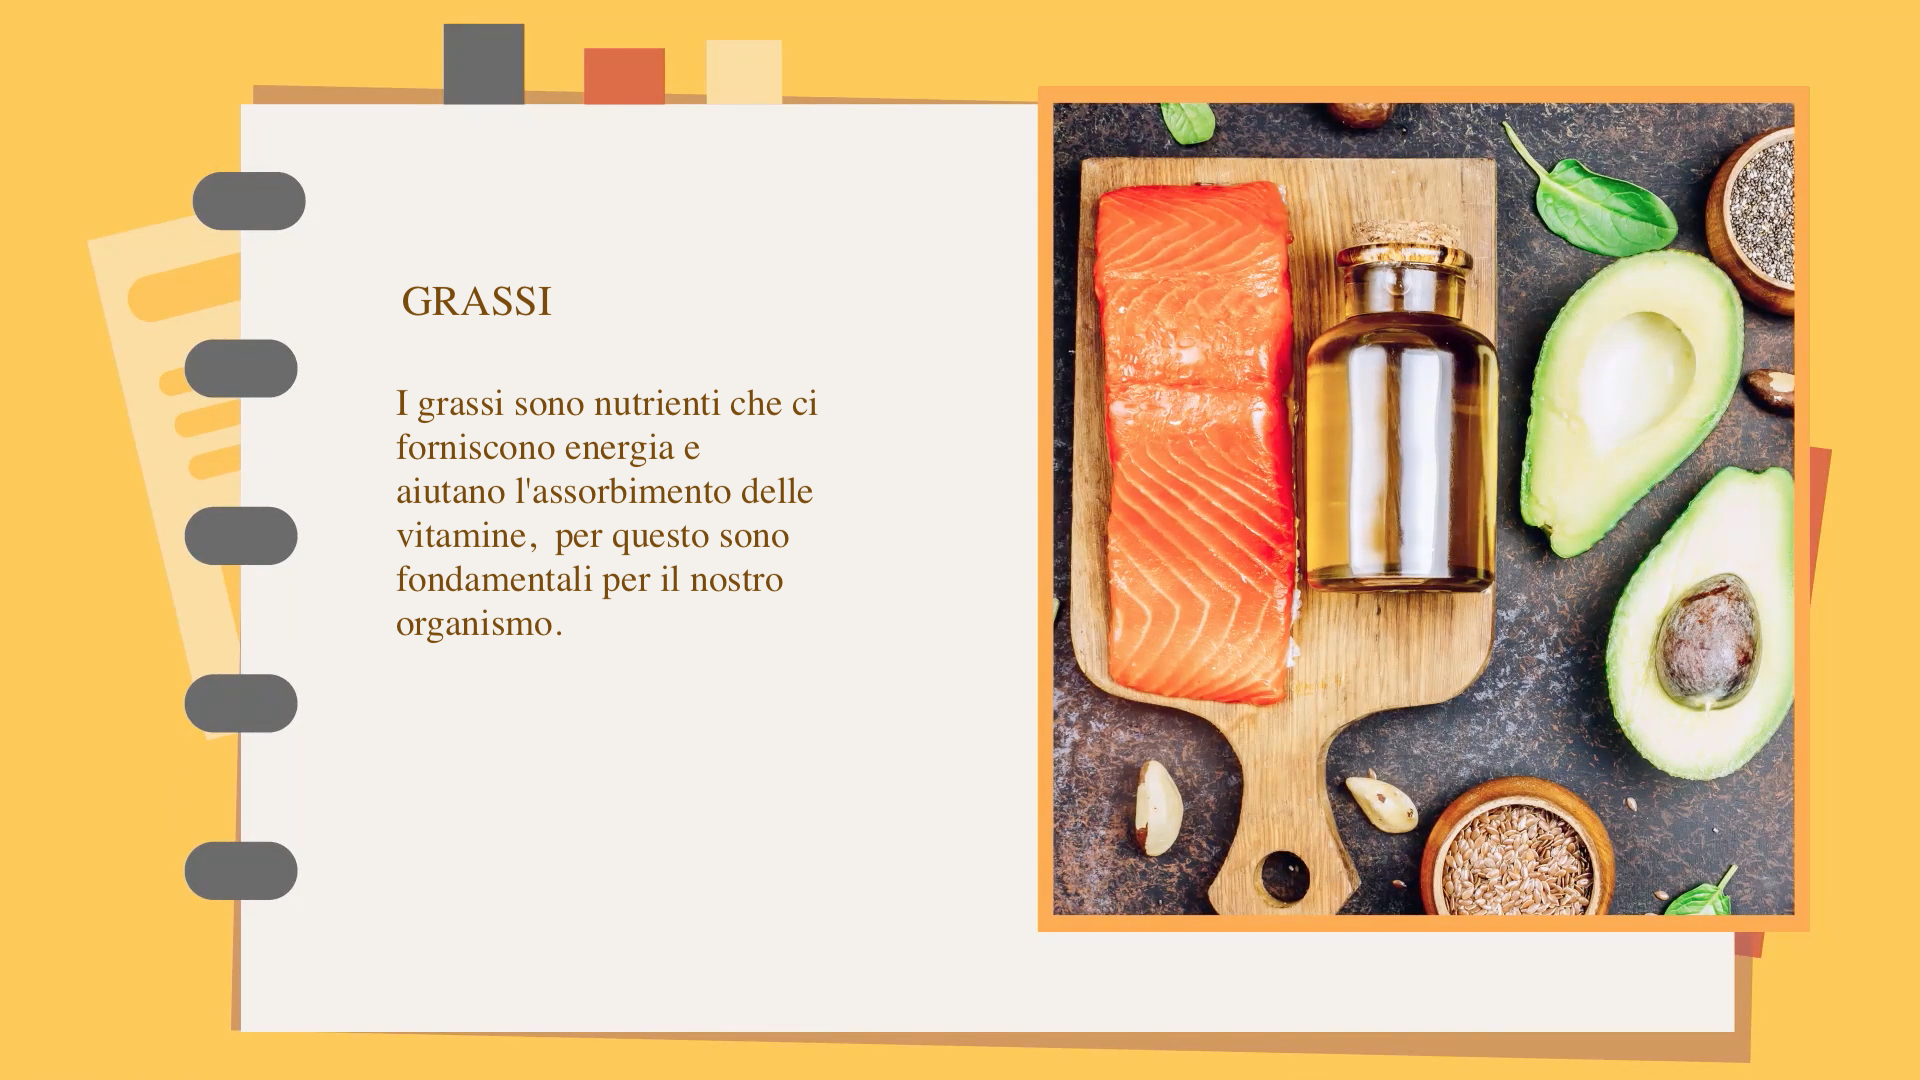 GRASSI
I grassi sono nutrienti che ci
forniscono energia e
aiutano l'assorbimento delle
vitamine,  per questo sono
fondamentali per il nostro
organismo.